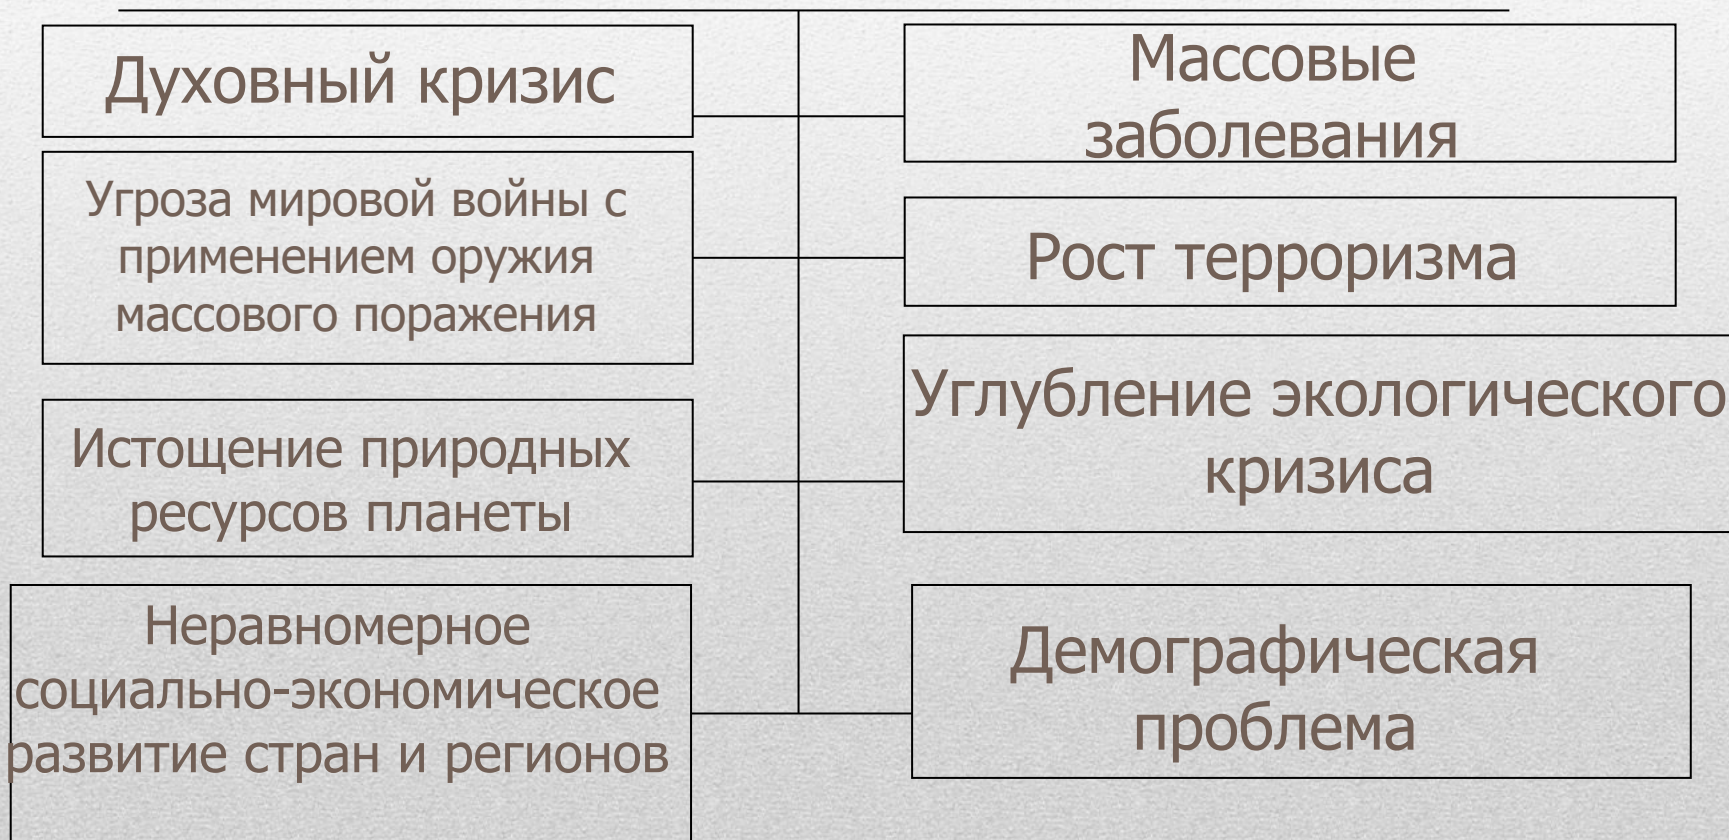 Духовный кризис
Массовые
заболевания
Угроза мировой войны с
применением оружия
массового поражения
Рост терроризма
Истощение природных
ресурсов планеты
Углубление экологического
кризиса
Неравномерное
социально-экономическое
развитие стран и регионов
Демографическая
проблема